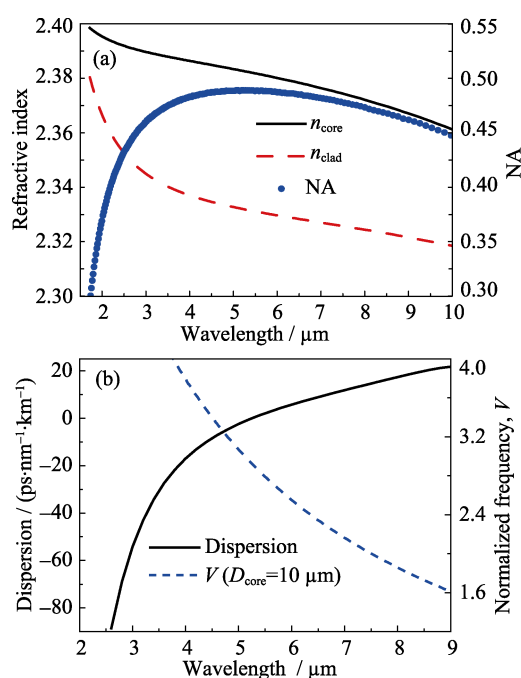 (a)
2.40
2.38
2.36
2.34
2.32
2.30
Refractive index
0.55
0.50
0.45
0.40
0.35
0.30
NA
n_core
n_clad
NA
2 3 4 5 6 7 8 9 10
Wavelength / μm
(b)
20
0
−20
−40
−60
−80
Dispersion / (ps·nm⁻¹·km⁻¹)
4.0
3.2
2.4
1.6
Normalized frequency, V
Dispersion
V (D_core=10 μm)
2 3 4 5 6 7 8 9
Wavelength / μm